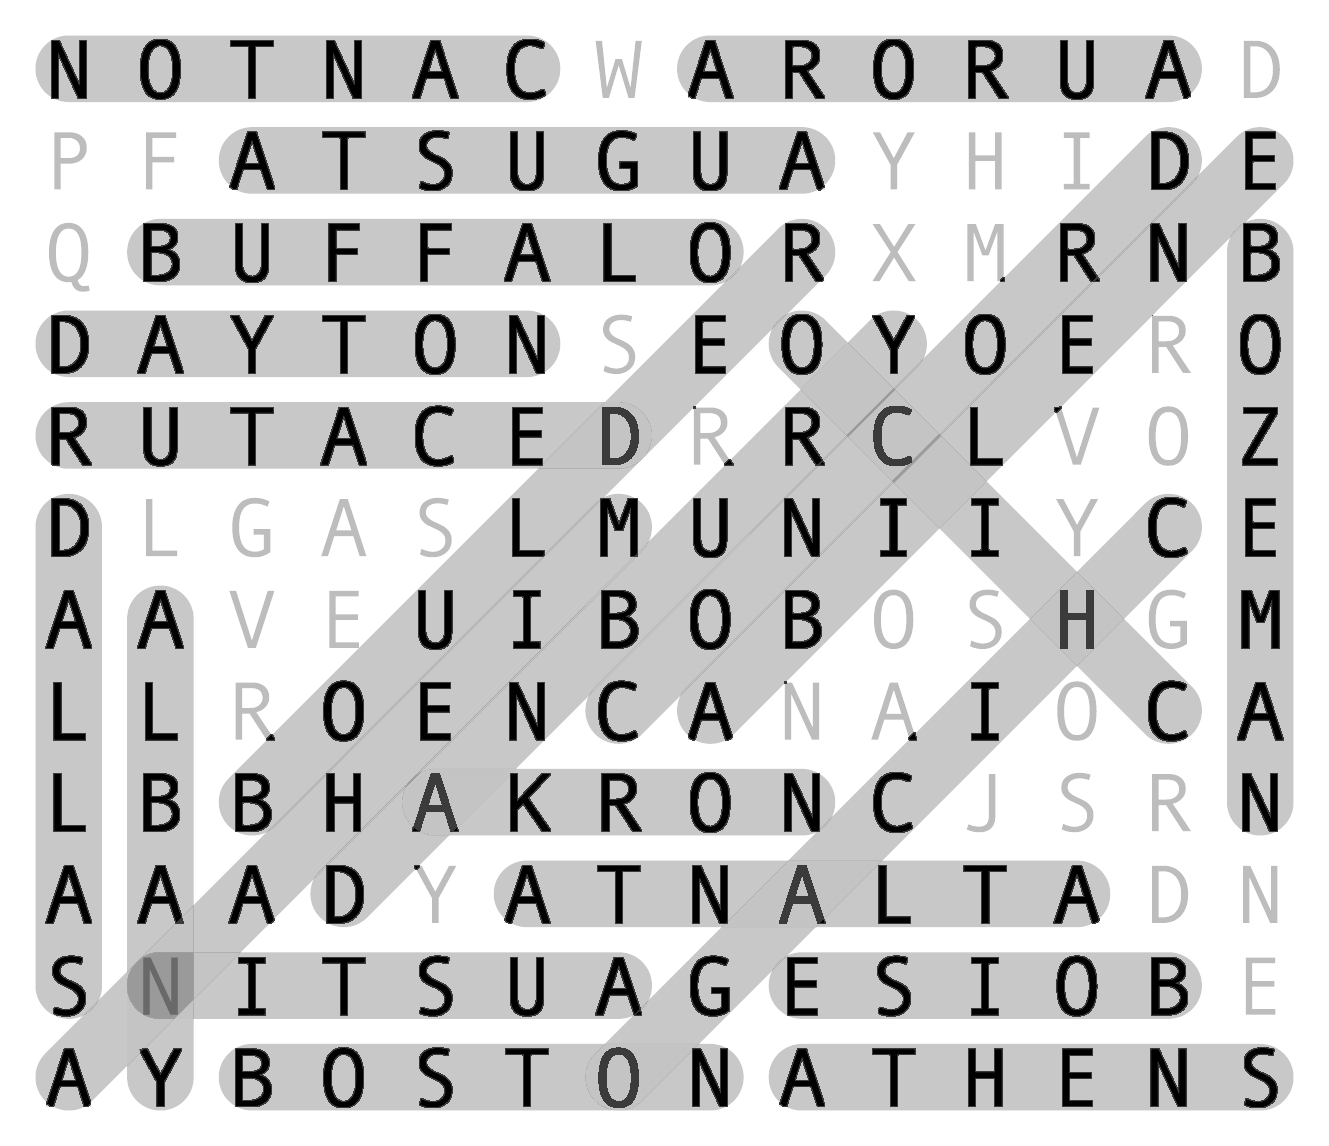 N O T N A C W A R O R U A D
P F A T S U G U A Y H I D E
Q B U F F A L O R X M R N B
D A Y T O N S E O Y O E R O
R U T A C E D R R C L V O Z
D L G A S L M U N I I Y C E
A A V E U I B O B O S H G M
L L R O E N C A N A I O C A
L B B H A K R O N C J S R N
A A A D Y A T N A L T A D N
S N I T S U A G E S I O B E
A Y B O S T O N A T H E N S